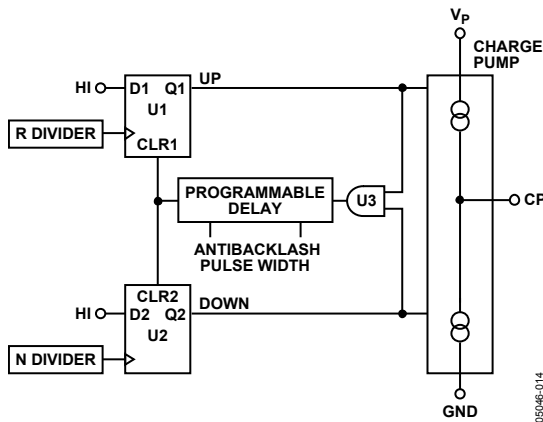 VP
CHARGE
PUMP
HI
D1 Q1
UP
U1
R DIVIDER
CLR1
PROGRAMMABLE
DELAY
U3
CP
ANTIBACKLASH
PULSE WIDTH
CLR2
HI
D2 Q2
DOWN
U2
N DIVIDER
GND
05046-014